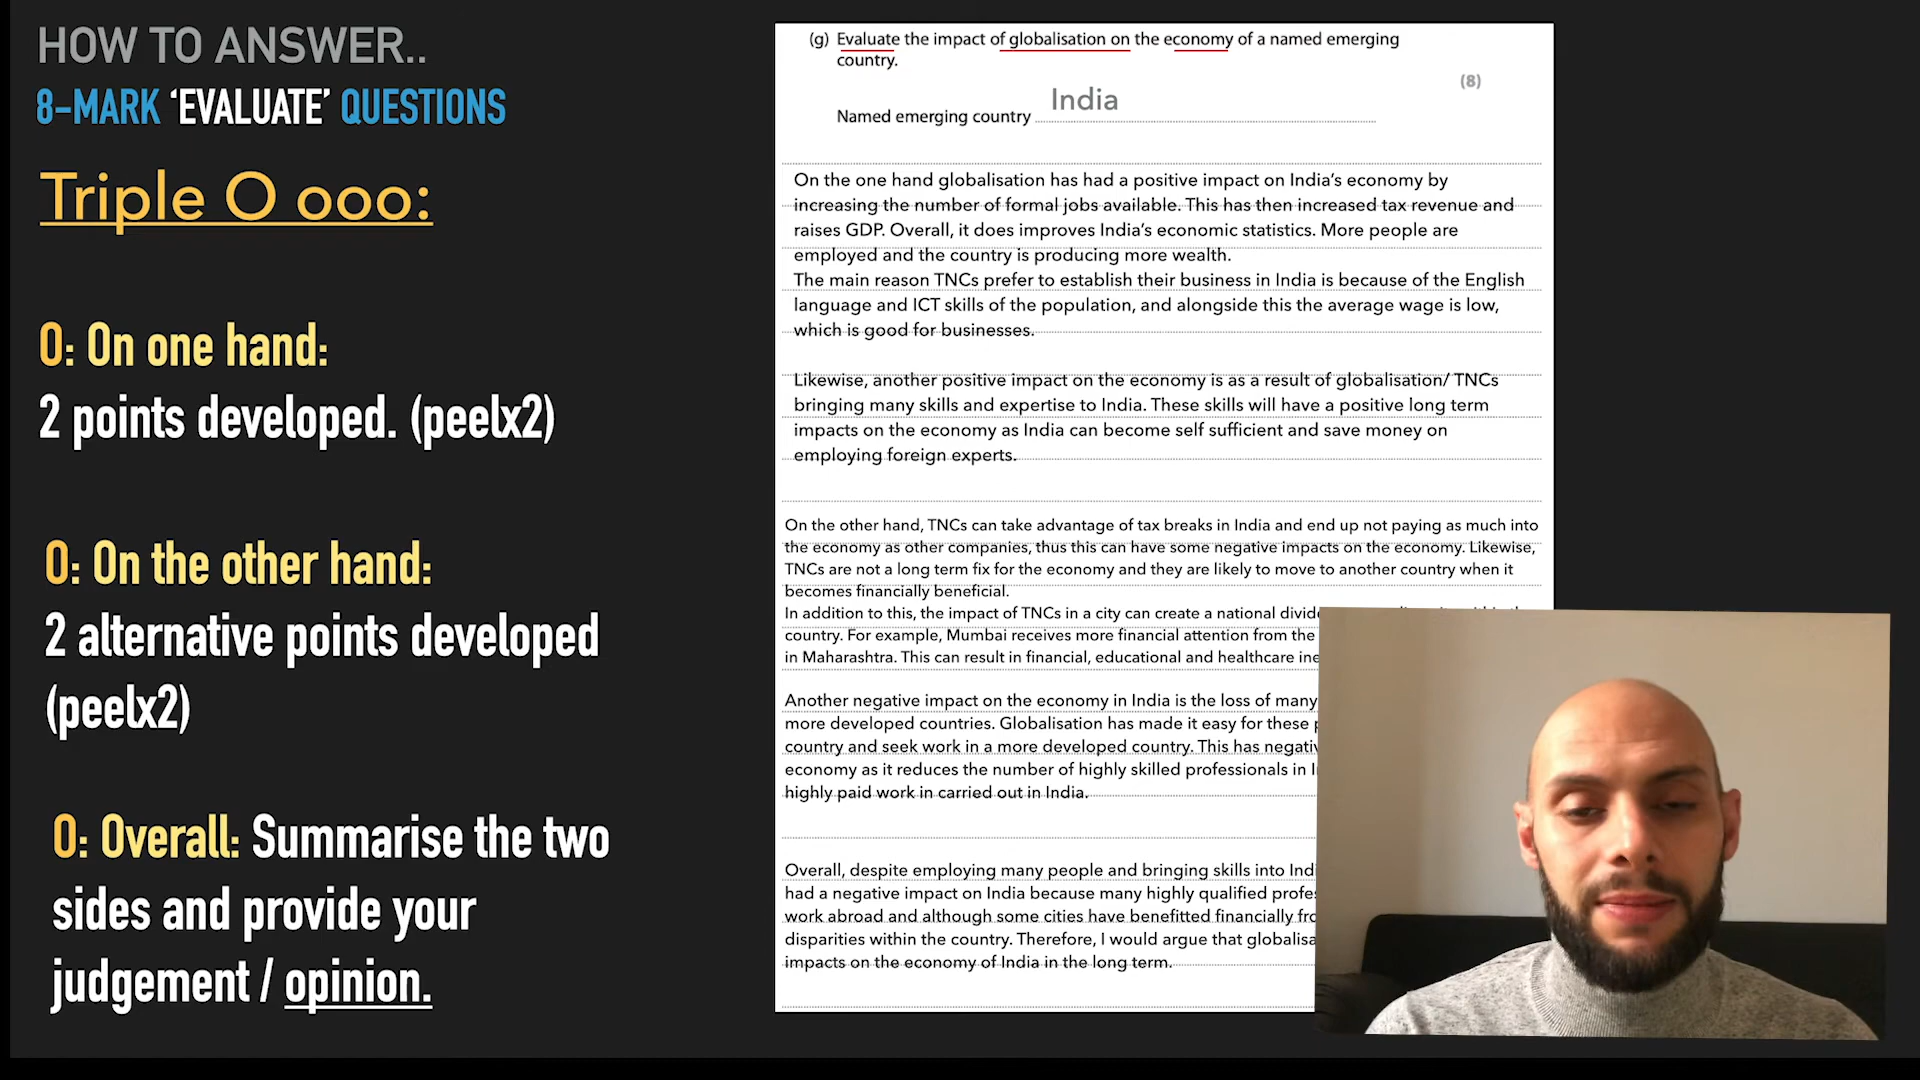 HOW TO ANSWER..
8-MARK ‘EVALUATE’ QUESTIONS
Triple O ooo:
O: On one hand:
2 points developed. (peelx2)
O: On the other hand:
2 alternative points developed
(peelx2)
O: Overall: Summarise the two
sides and provide your
judgement / opinion.
(g) Evaluate the impact of globalisation on the economy of a named emerging
country.
(8)
Named emerging country India
On the one hand globalisation has had a positive impact on India’s economy by
increasing the number of formal jobs available. This has then increased tax revenue and
raises GDP. Overall, it does improves India’s economic statistics. More people are
employed and the country is producing more wealth.
The main reason TNCs prefer to establish their business in India is because of the English
language and ICT skills of the population, and alongside this the average wage is low,
which is good for businesses.
Likewise, another positive impact on the economy is as a result of globalisation/ TNCs
bringing many skills and expertise to India. These skills will have a positive long term
impacts on the economy as India can become self sufficient and save money on
employing foreign experts.
On the other hand, TNCs can take advantage of tax breaks in India and end up not paying as much into
the economy as other companies, thus this can have some negative impacts on the economy. Likewise,
TNCs are not a long term fix for the economy and they are likely to move to another country when it
becomes financially beneficial.
In addition to this, the impact of TNCs in a city can create a national divide
country. For example, Mumbai receives more financial attention from the
in Maharashtra. This can result in financial, educational and healthcare
Another negative impact on the economy in India is the loss of many
more developed countries. Globalisation has made it easy for these
country and seek work in a more developed country. This has
economy as it reduces the number of highly skilled professionals in
highly paid work in carried out in India.
Overall, despite employing many people and bringing skills into
had a negative impact on India because many highly qualified
work abroad and although some cities have benefitted financially
disparities within the country. Therefore, I would argue that
impacts on the economy of India in the long term.